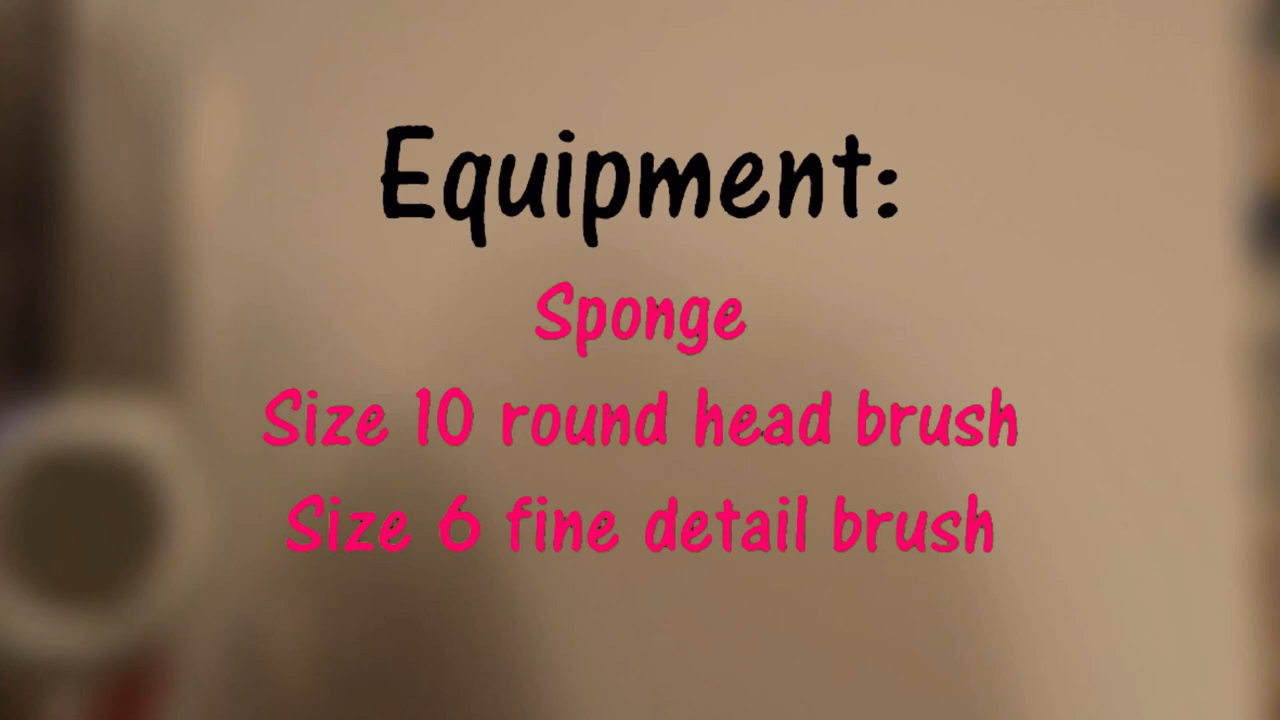 Equipment:
Sponge
Size 10 round head brush
Size 6 fine detail brush